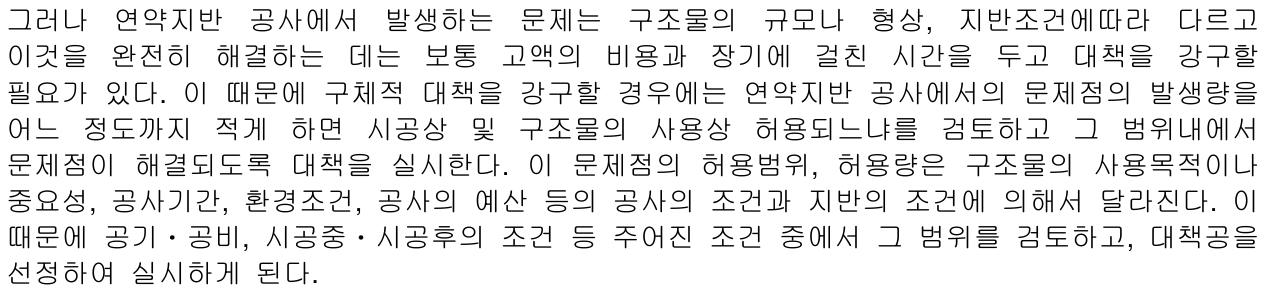 그러나 연약지반 공사에서 발생하는 문제는 구조물의 규모나 형상, 지반조건에따라 다르고
이것을 완전히 해결하는 데는 보통 고액의 비용과 장기에 걸친 시간을 두고 대책을 강구할
필요가 있다. 이 때문에 구체적 대책을 강구할 경우에는 연약지반 공사에서의 문제점의 발생량을
어느 정도까지 적게 하면 시공상 및 구조물의 사용상 허용되느냐를 검토하고 그 범위내에서
문제점이 해결되도록 대책을 실시한다. 이 문제점의 허용범위, 허용량은 구조물의 사용목적이나
중요성, 공사기간, 환경조건, 공사의 예산 등의 공사의 조건과 지반의 조건에 의해서 달라진다. 이
때문에 공기・공비, 시공중・시공후의 조건 등 주어진 조건 중에서 그 범위를 검토하고, 대책공을
선정하여 실시하게 된다.